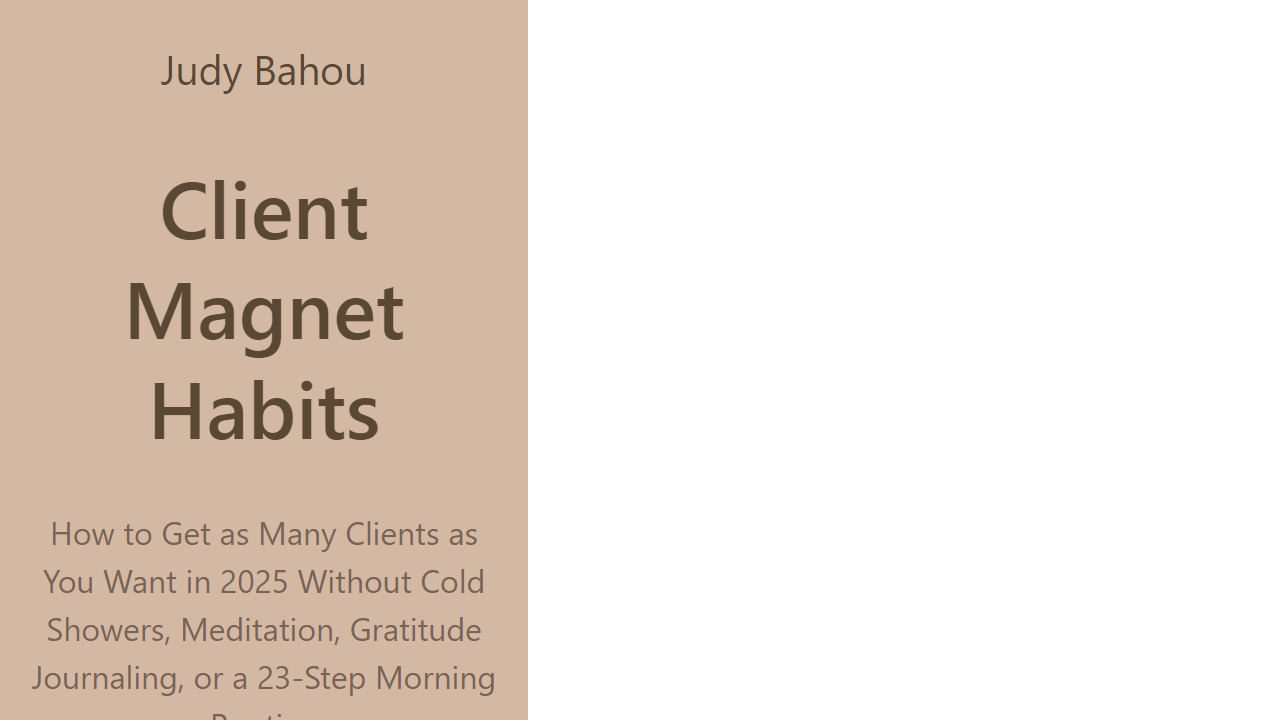 Judy Bahou
Client
Magnet
Habits
How to Get as Many Clients as
You Want in 2025 Without Cold
Showers, Meditation, Gratitude
Journaling, or a 23-Step Morning